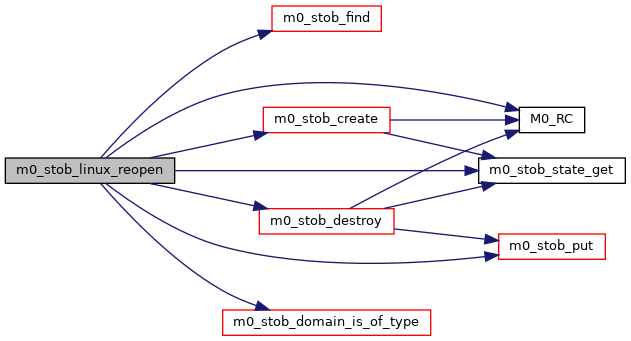 m0_stob_find
m0_stob_create
M0_RC
m0_stob_linux_reopen
m0_stob_state_get
m0_stob_destroy
m0_stob_put
m0_stob_domain_is_of_type